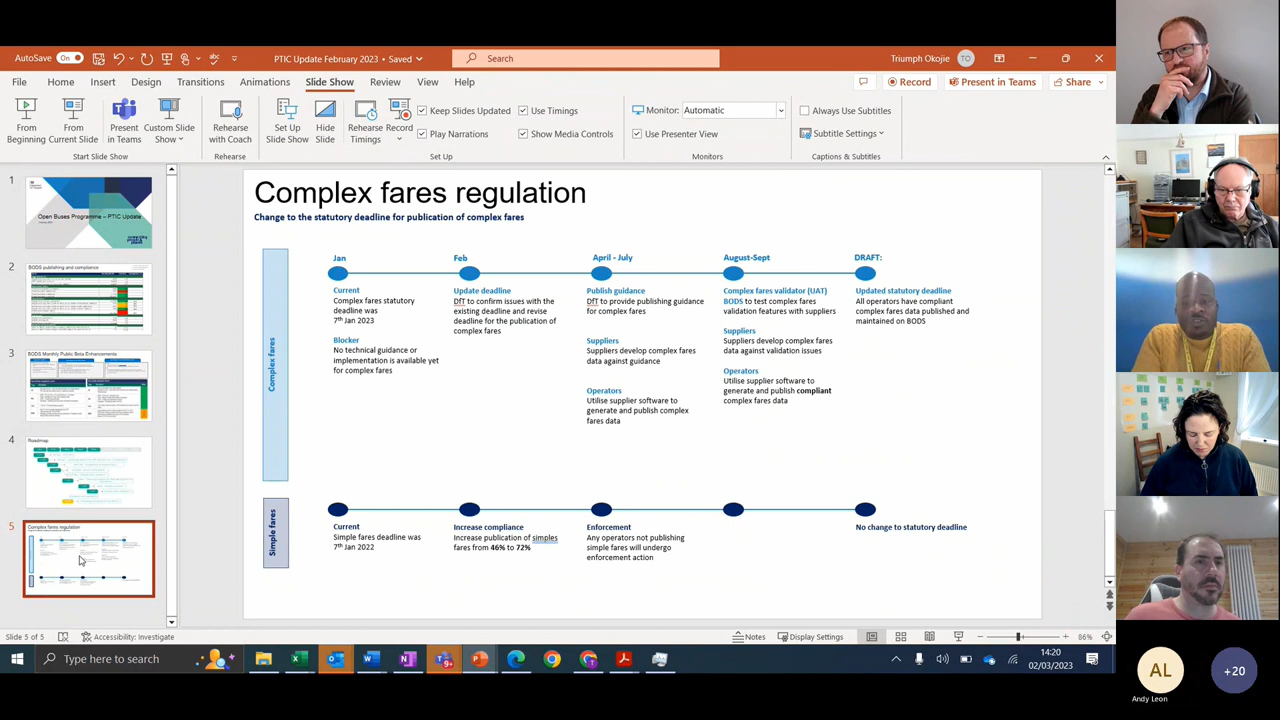 AutoSave
On
PTIC Update February 2023 • Saved
Search
Triumph Okojie
TO
File Home Insert Design Transitions Animations Slide Show Review View Help
Record Present in Teams Share
From Beginning
From Current Slide
Present in Teams
Custom Slide Show
Start Slide Show
Rehearse with Coach
Rehearse
Set Up Slide Show
Hide Slide
Rehearse Timings
Record
Keep Slides Updated
Use Timings
Play Narrations
Show Media Controls
Set Up
Monitor: Automatic
Use Presenter View
Monitors
Always Use Subtitles
Subtitle Settings
Captions & Subtitles
1
Open Buses Programme – PTIC Update
2
BODS publishing and compliance
3
BODS Monthly Public Beta Enhancements
4
Roadmap
5
Complex fares regulation
Complex fares regulation
Change to the statutory deadline for publication of complex fares
Complex fares
Jan
Current
Complex fares statutory
deadline was
7th Jan 2023
Blocker
No technical guidance or
implementation is available yet
for complex fares
Feb
Update deadline
DfT to confirm issues with the
existing deadline and revise
deadline for the publication of
complex fares
April - July
Publish guidance
DfT to provide publishing guidance
for complex fares
Suppliers
Suppliers develop complex fares
data against guidance
Operators
Utilise supplier software to
generate and publish complex
fares data
August-Sept
Complex fares validator (UAT)
BODS to test complex fares
validation features with suppliers
Suppliers
Suppliers develop complex fares
data against validation issues
Operators
Utilise supplier software to
generate and publish compliant
complex fares data
DRAFT:
Updated statutory deadline
All operators have compliant
complex fares data published and
maintained on BODS
Simple fares
Current
Simple fares deadline was
7th Jan 2022
Increase compliance
Increase publication of simples
fares from 46% to 72%
Enforcement
Any operators not publishing
simple fares will undergo
enforcement action
No change to statutory deadline
Slide 5 of 5
Accessibility: Investigate
Notes
Display Settings
86%
Type here to search
9+
14:20
02/03/2023
AL
Andy Leon
+20